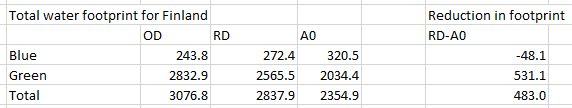 Total water footprint for Finland Reduction in footprint
OD RD A0 RD-A0
Blue 243.8 272.4 320.5 -48.1
Green 2832.9 2565.5 2034.4 531.1
Total 3076.8 2837.9 2354.9 483.0